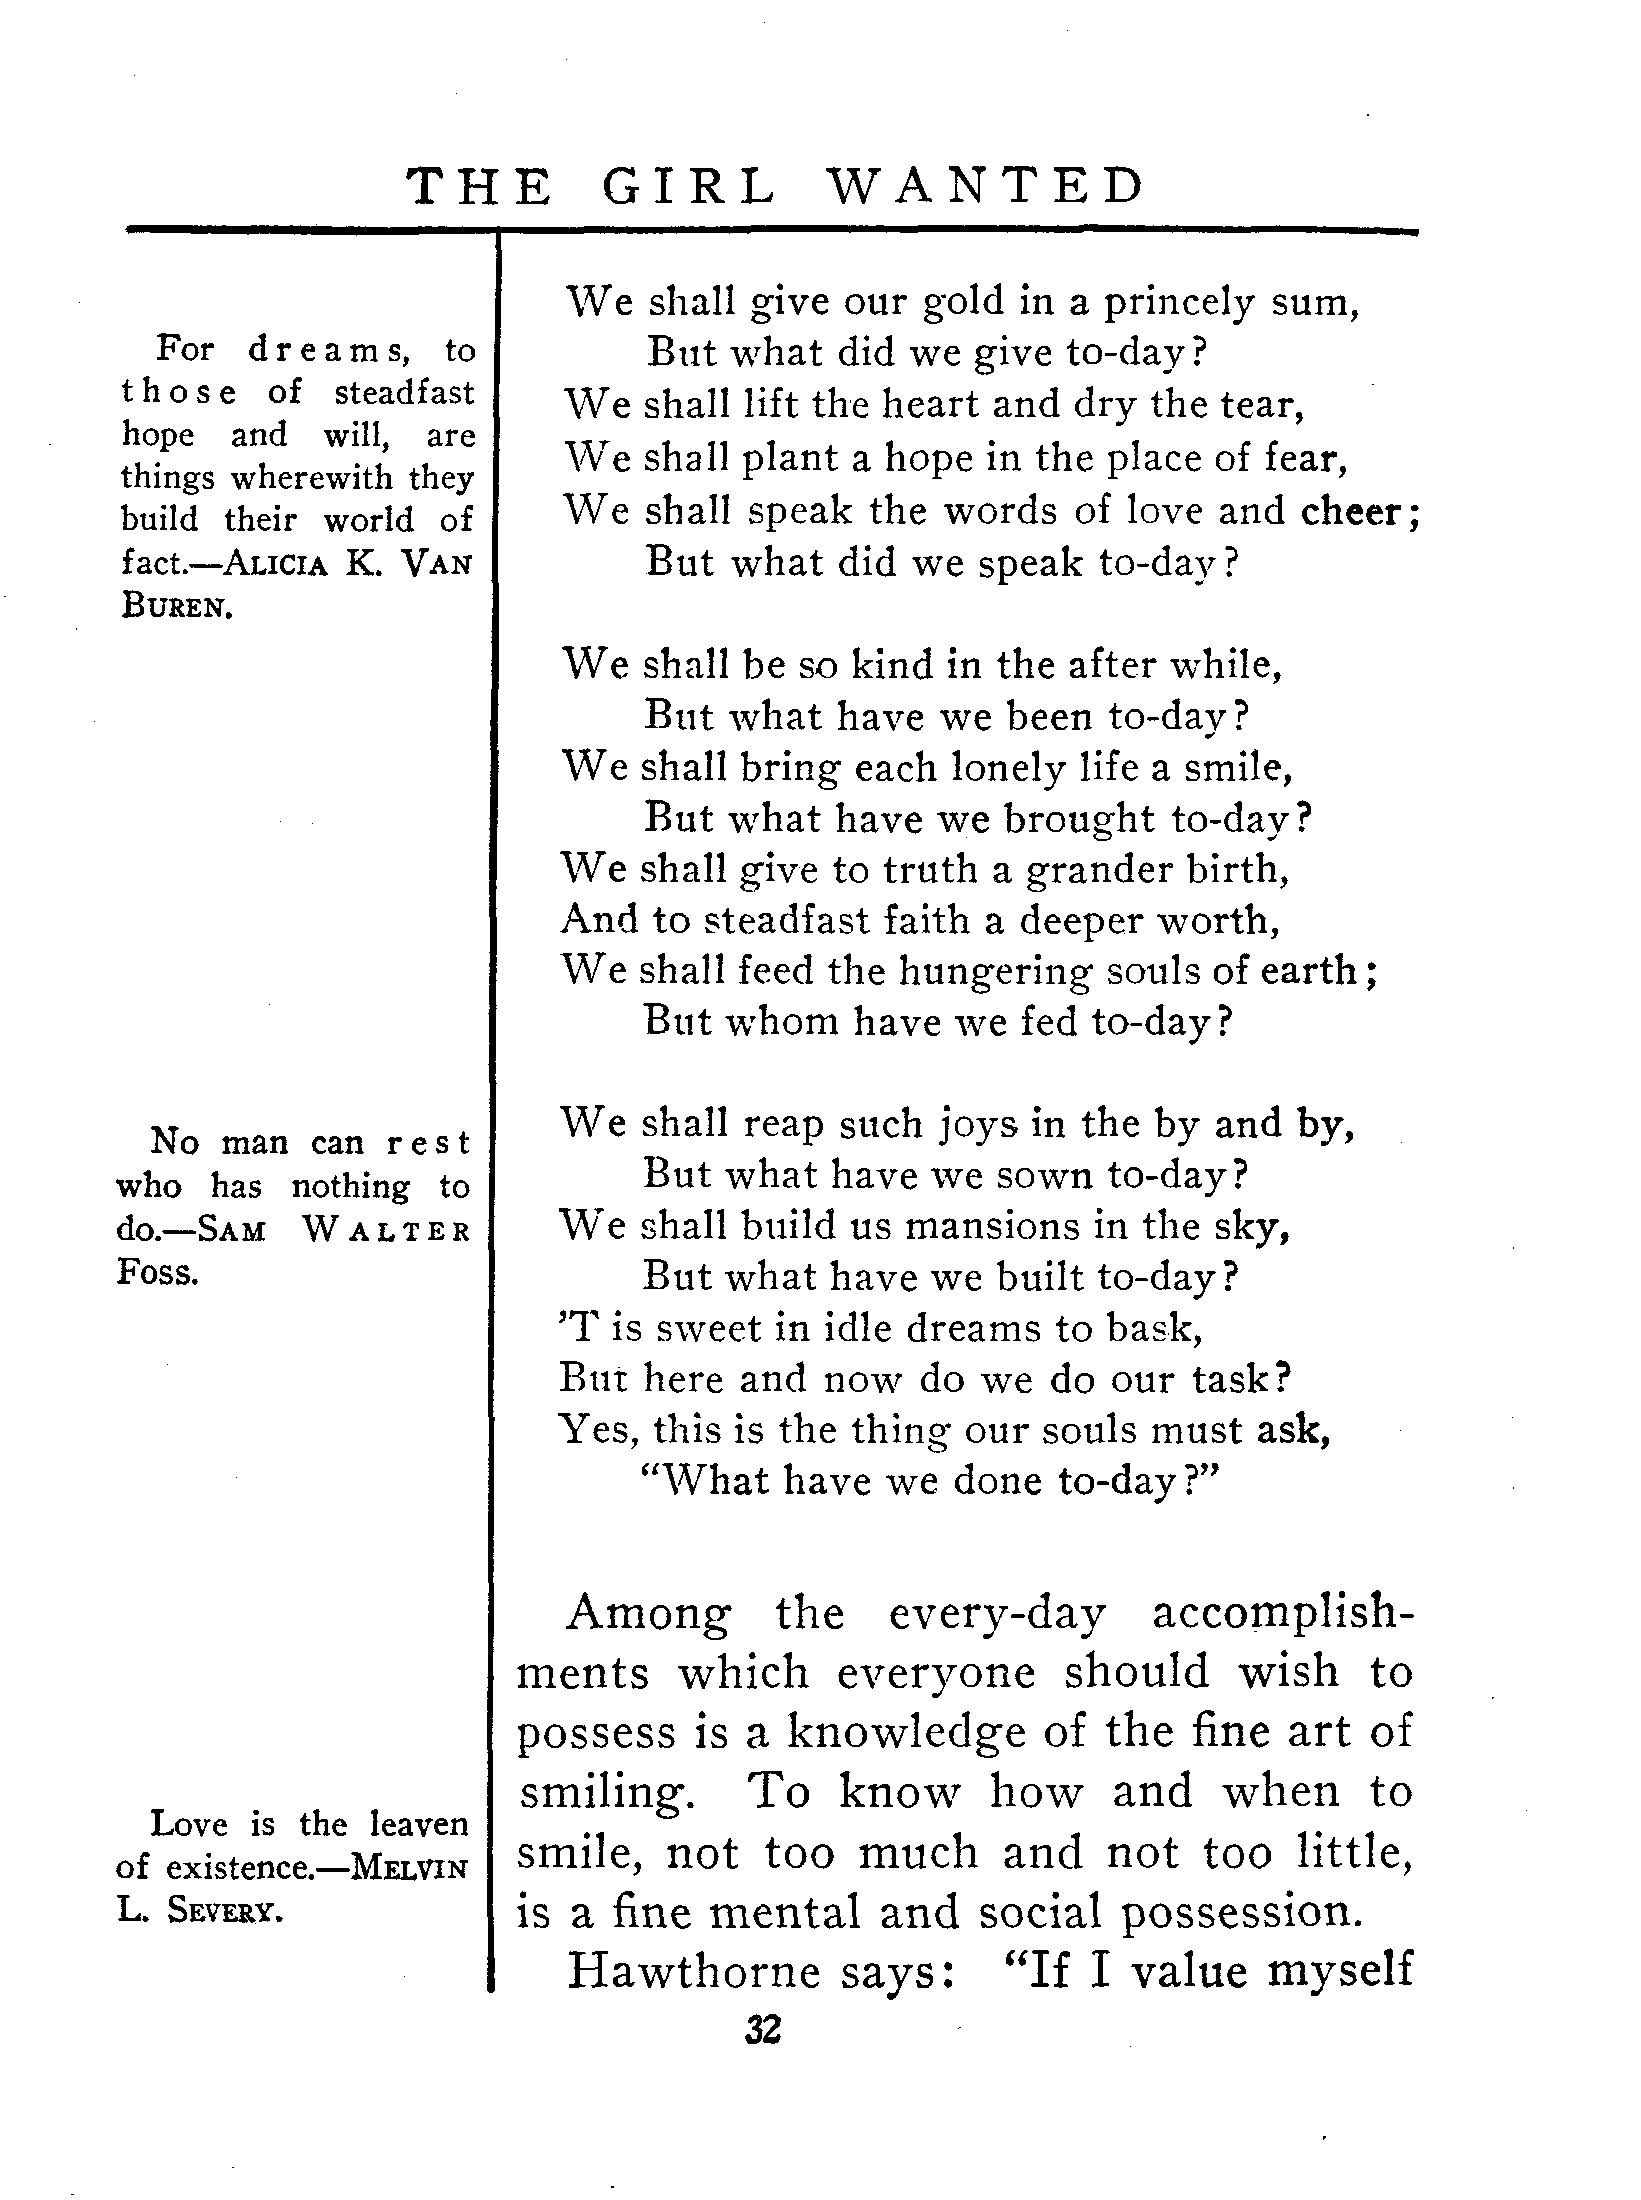 THE GIRL WANTED
For dreams, to
those of steadfast
hope and will, are
things wherewith they
build their world of
fact.—ALICIA K. VAN
BUREN.
No man can rest
who has nothing to
do.—SAM WALTER
FOSS.
Love is the leaven
of existence.—MELVIN
L. SEVERY.
We shall give our gold in a princely sum,
But what did we give to-day?
We shall lift the heart and dry the tear,
We shall plant a hope in the place of fear,
We shall speak the words of love and cheer;
But what did we speak to-day?
We shall be so kind in the after while,
But what have we been to-day?
We shall bring each lonely life a smile,
But what have we brought to-day?
We shall give to truth a grander birth,
And to steadfast faith a deeper worth,
We shall feed the hungering souls of earth;
But whom have we fed to-day?
We shall reap such joys in the by and by,
But what have we sown to-day?
We shall build us mansions in the sky,
But what have we built to-day?
’T is sweet in idle dreams to bask,
But here and now do we do our task?
Yes, this is the thing our souls must ask,
“What have we done to-day?”
Among the every-day accomplish-
ments which everyone should wish to
possess is a knowledge of the fine art of
smiling. To know how and when to
smile, not too much and not too little,
is a fine mental and social possession.
Hawthorne says: “If I value myself
32